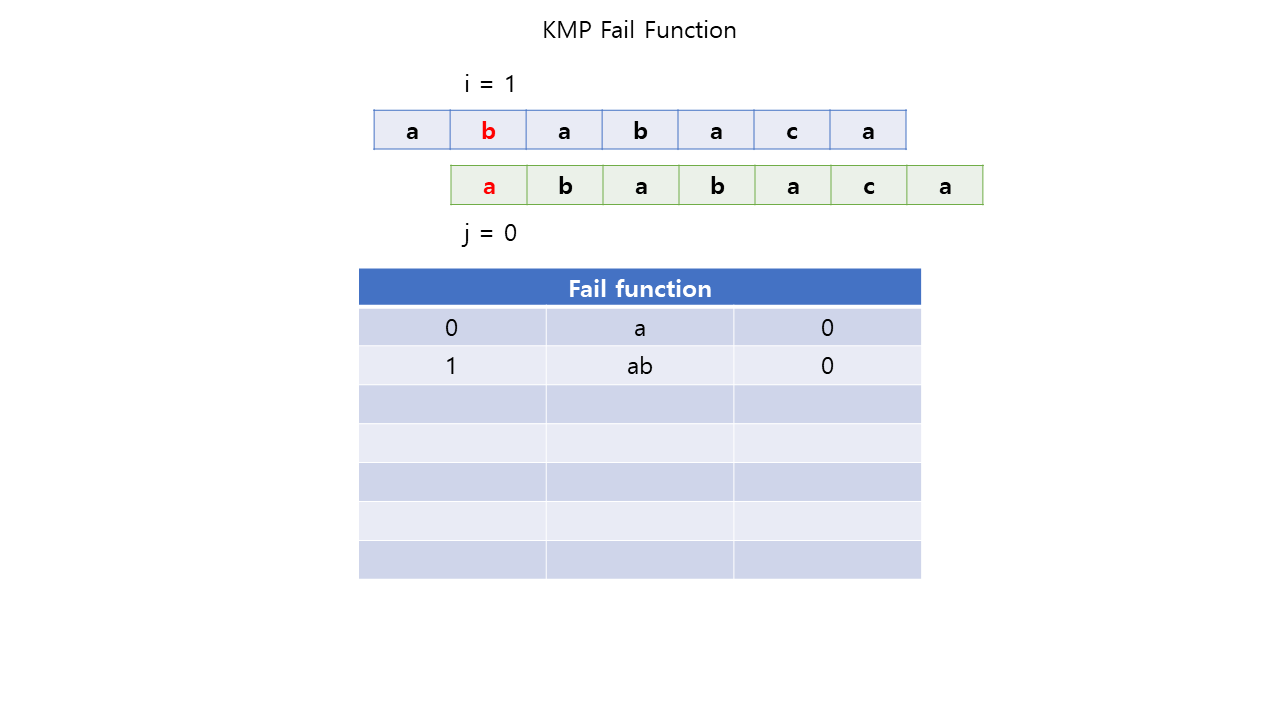 KMP Fail Function
i = 1
a b a b a c a
a b a b a c a
j = 0
Fail function
0 a 0
1 ab 0